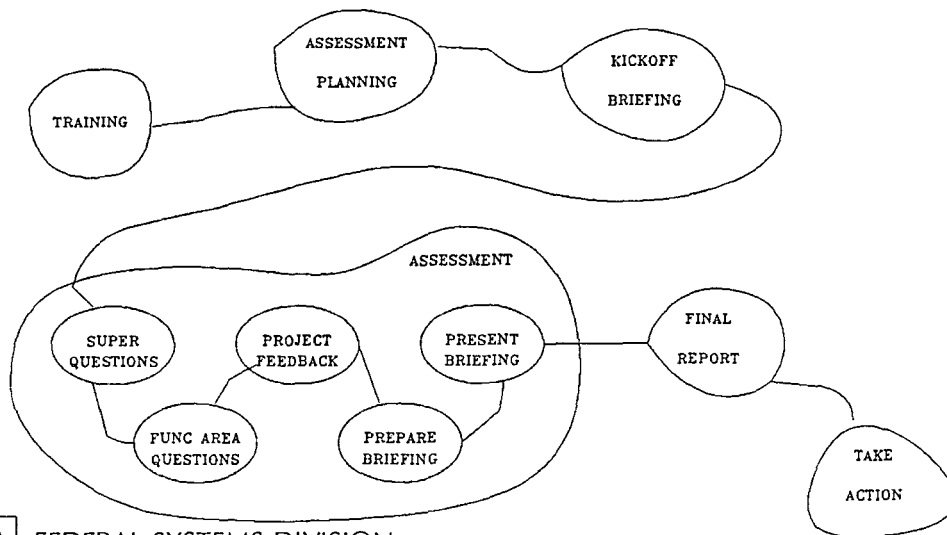 TRAINING
ASSESSMENT
PLANNING
KICKOFF
BRIEFING
ASSESSMENT
SUPER
QUESTIONS
FUNC AREA
QUESTIONS
PROJECT
FEEDBACK
PREPARE
BRIEFING
PRESENT
BRIEFING
FINAL
REPORT
TAKE
ACTION
FEDERAL SYSTEMS DIVISION